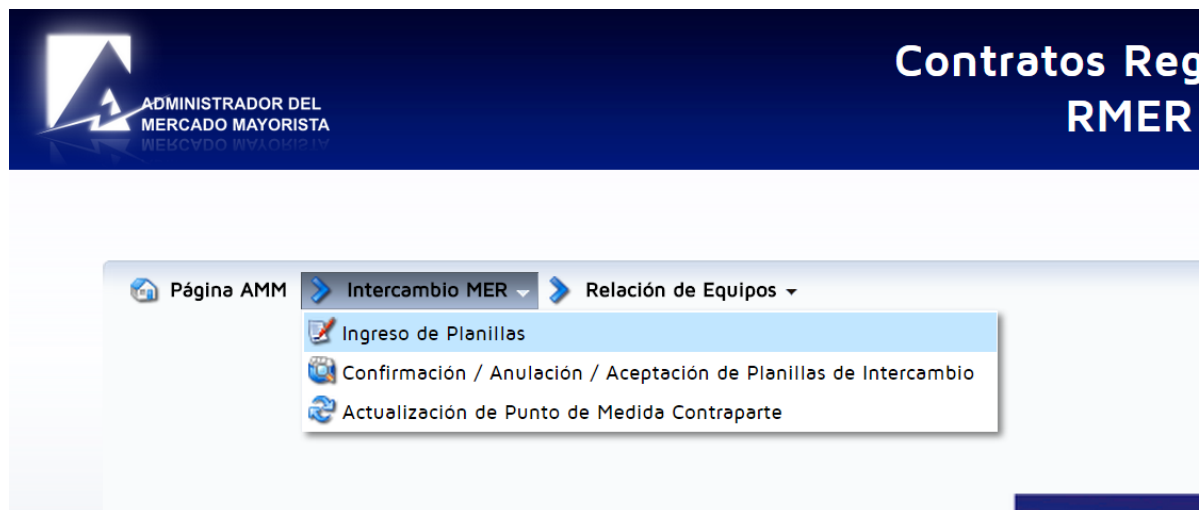 ADMINISTRADOR DEL
MERCADO MAYORISTA
Contratos Reg
RMER
Página AMM
Intercambio MER
Relación de Equipos
Ingreso de Planillas
Confirmación / Anulación / Aceptación de Planillas de Intercambio
Actualización de Punto de Medida Contraparte